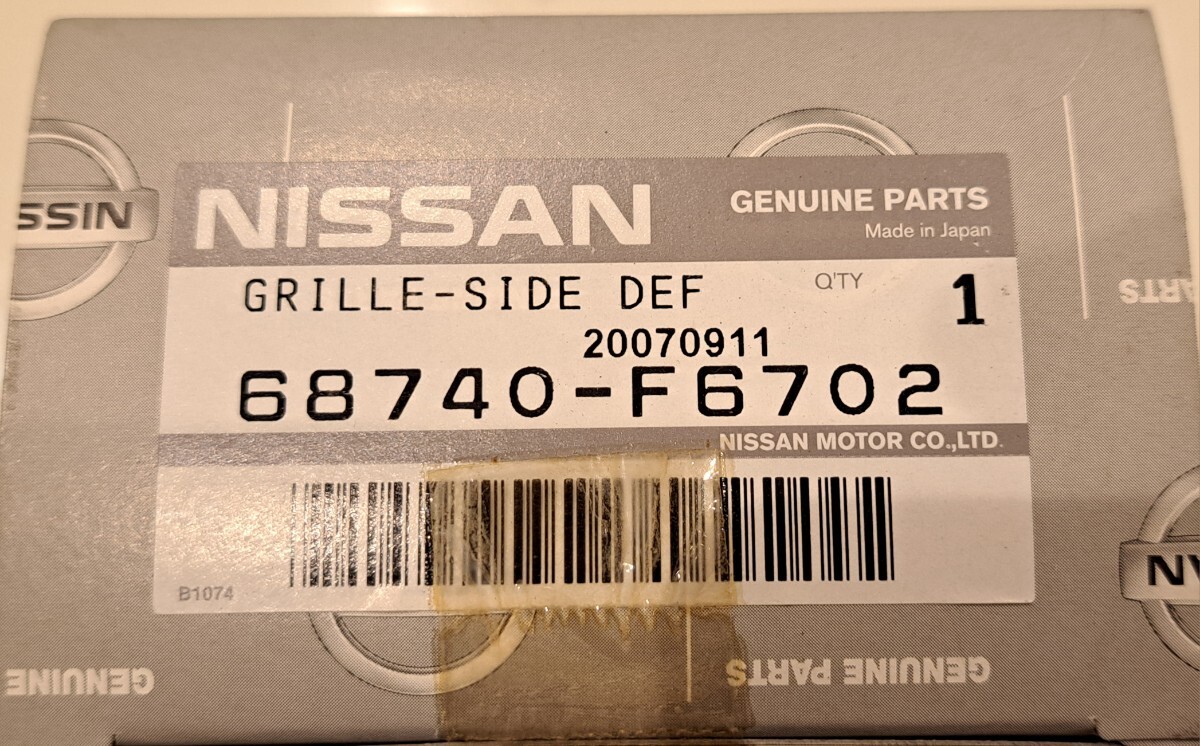 NISSAN
GENUINE PARTS
Made in Japan
GRILLE-SIDE DEF
Q'TY
1
20070911
68740-F6702
NISSAN MOTOR CO.,LTD.
B1074
GENUINE
GENUINE PARTS